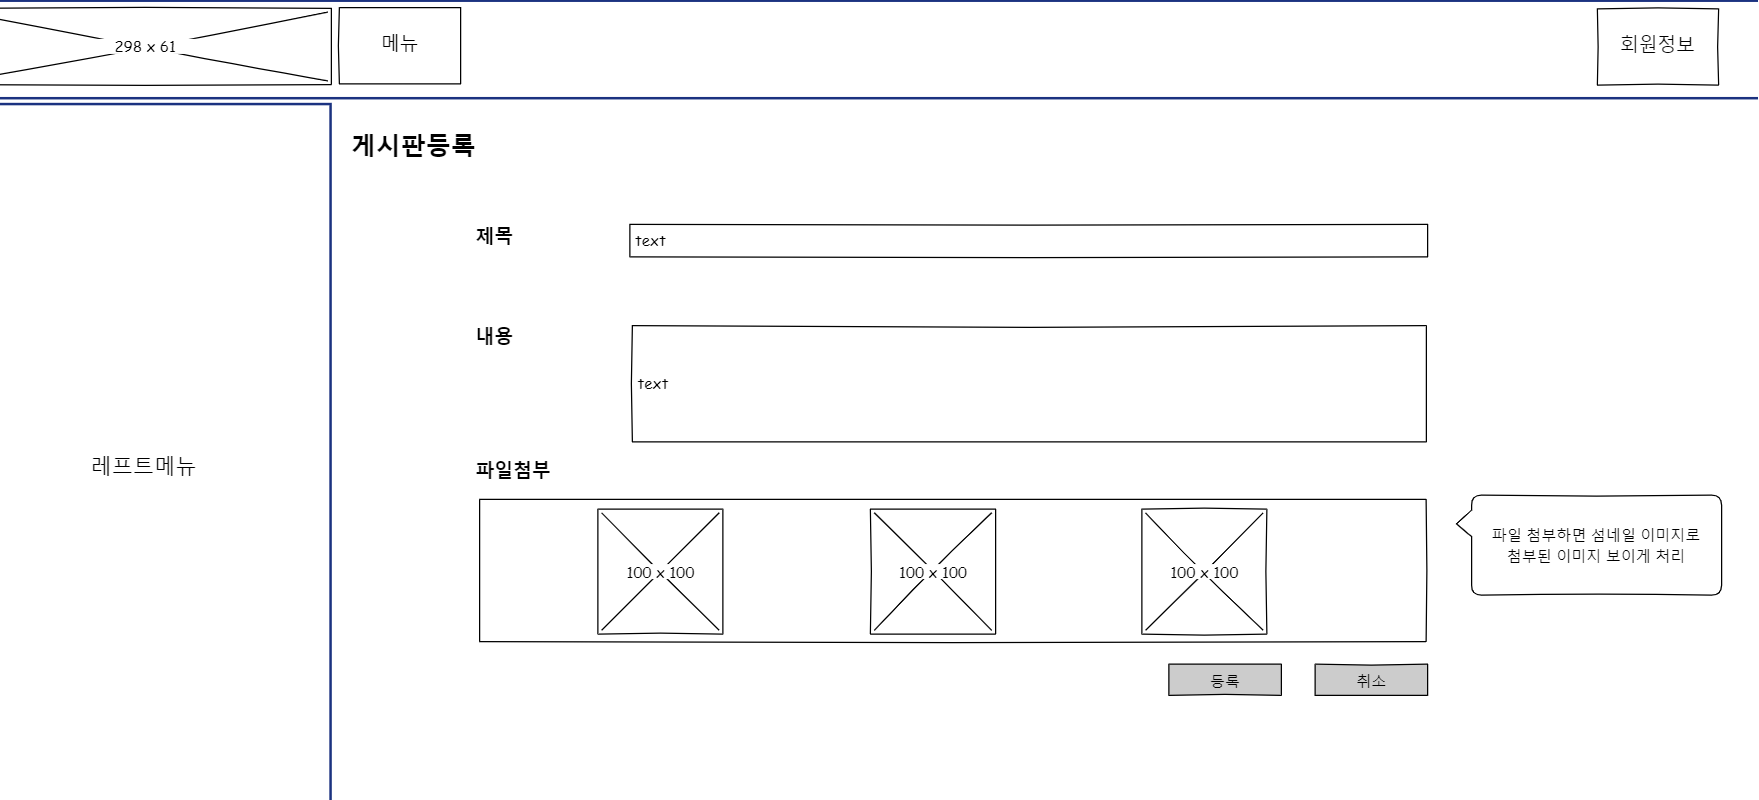 298 x 61
메뉴
회원정보
레프트메뉴
게시판등록
제목
text
내용
text
파일첨부
100 x 100
100 x 100
100 x 100
파일 첨부하면 섬네일 이미지로
첨부된 이미지 보이게 처리
등록
취소